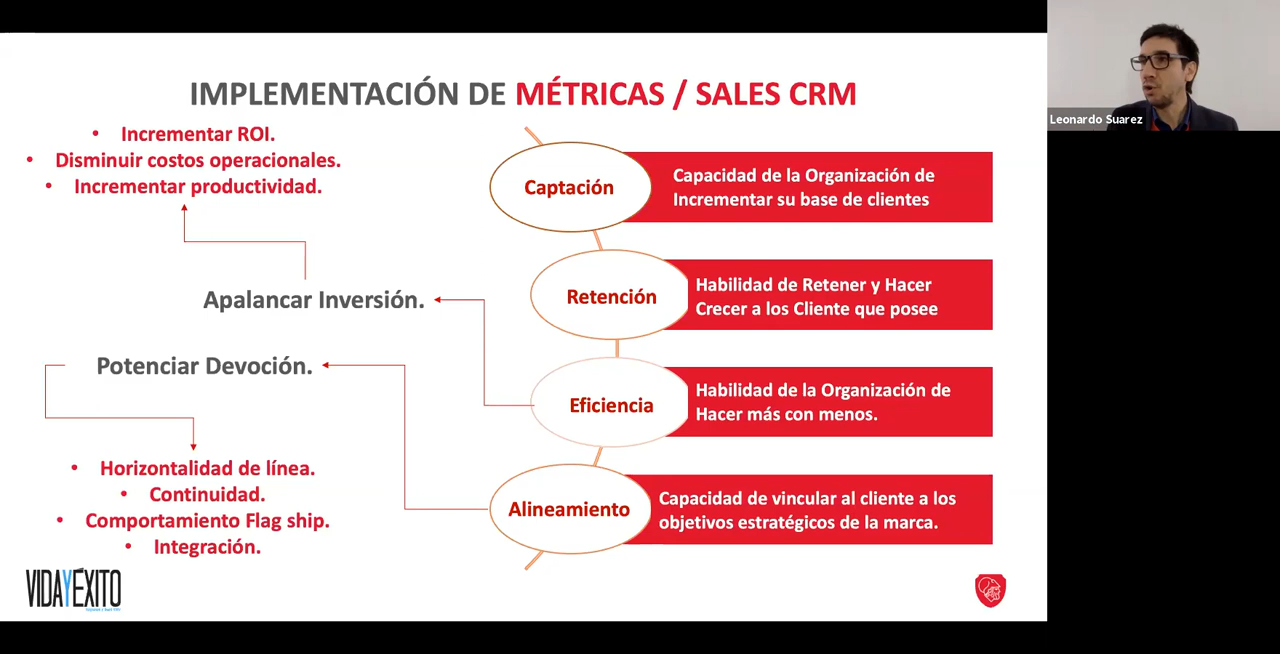 IMPLEMENTACIÓN DE MÉTRICAS / SALES CRM
• Incrementar ROI.
• Disminuir costos operacionales.
• Incrementar productividad.
Apalancar Inversión.
Potenciar Devoción.
• Horizontalidad de línea.
• Continuidad.
• Comportamiento Flag ship.
• Integración.
Captación
Capacidad de la Organización de
Incrementar su base de clientes
Retención
Habilidad de Retener y Hacer
Crecer a los Cliente que posee
Eficiencia
Habilidad de la Organización de
Hacer más con menos.
Alineamiento
Capacidad de vincular al cliente a los
objetivos estratégicos de la marca.
VIDAYÉXITO
Leonardo Suarez